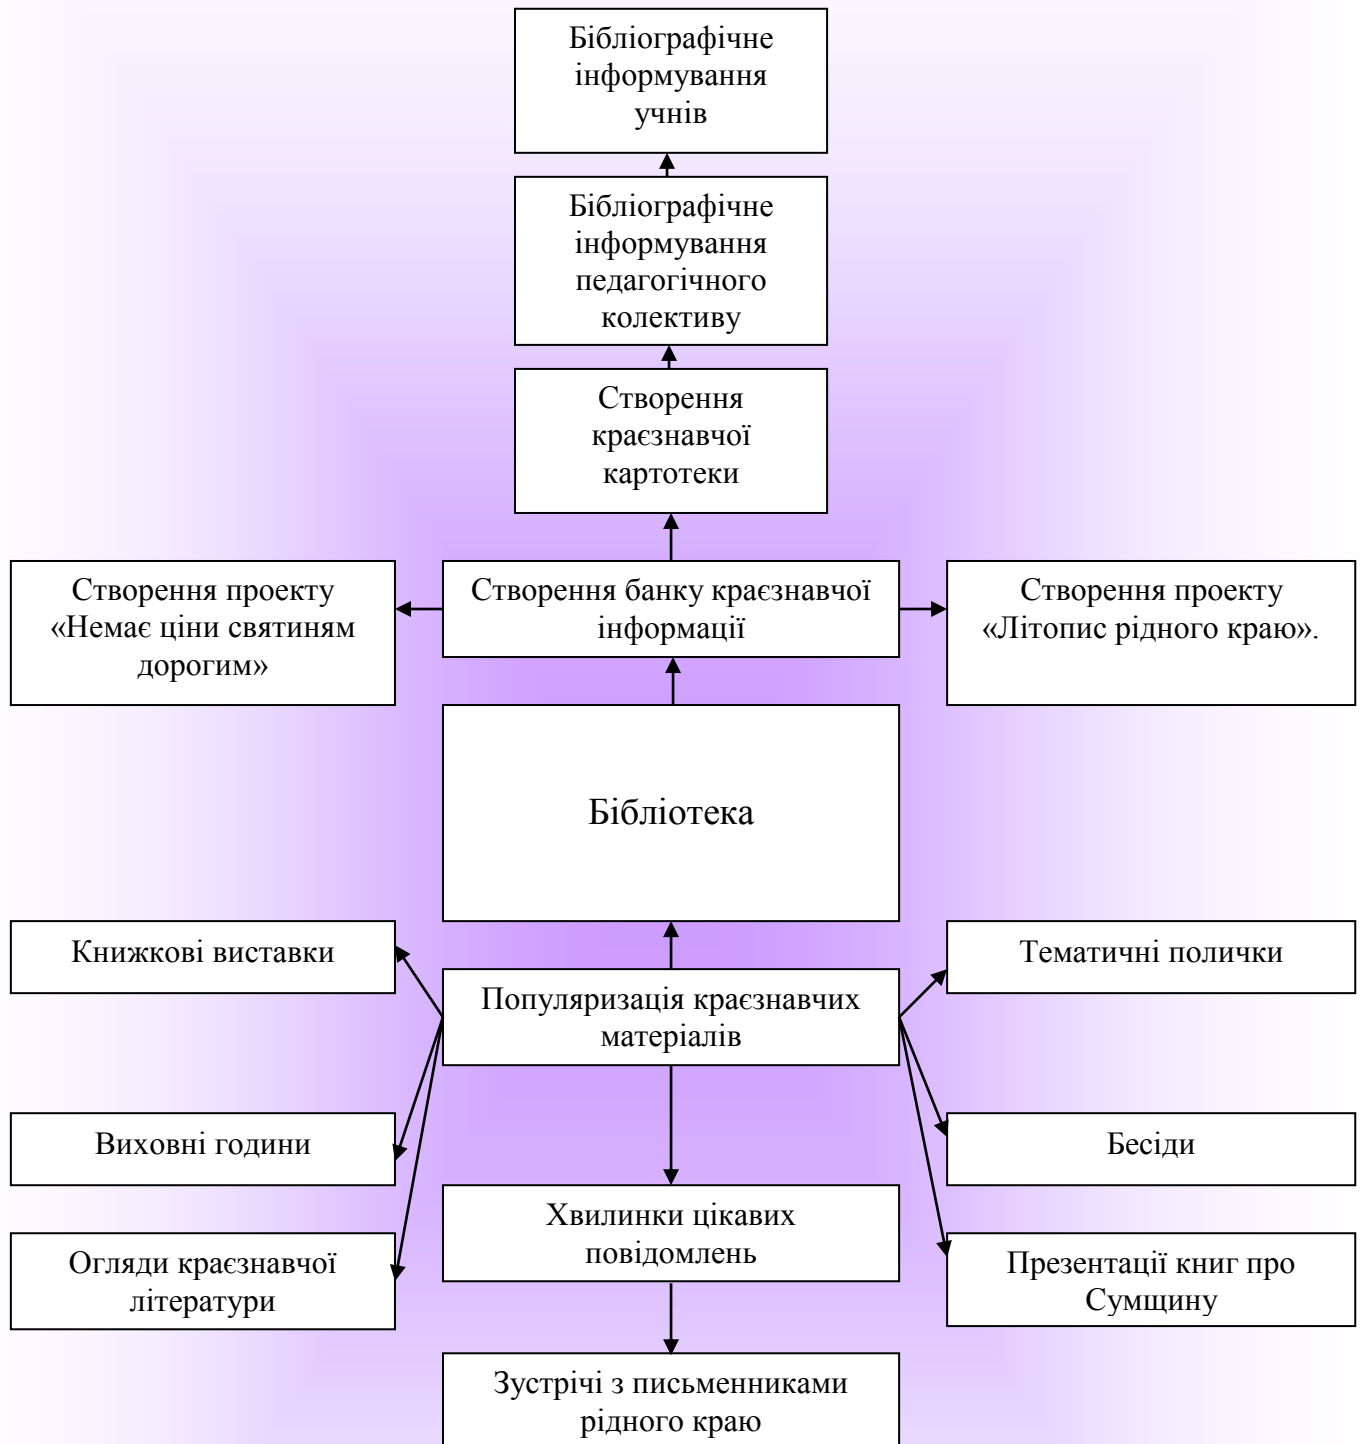 Бібліографічне
інформування
учнів
Бібліографічне
інформування
педагогічного
колективу
Створення
краєзнавчої
картотеки
Створення проекту
«Немає ціни святиням
дорогим»
Створення банку краєзнавчої
інформації
Створення проекту
«Літопис рідного краю».
Бібліотека
Книжкові виставки
Тематичні полички
Популяризація краєзнавчих
матеріалів
Виховні години
Бесіди
Хвилинки цікавих
повідомлень
Огляди краєзнавчої
літератури
Презентації книг про
Сумщину
Зустрічі з письменниками
рідного краю